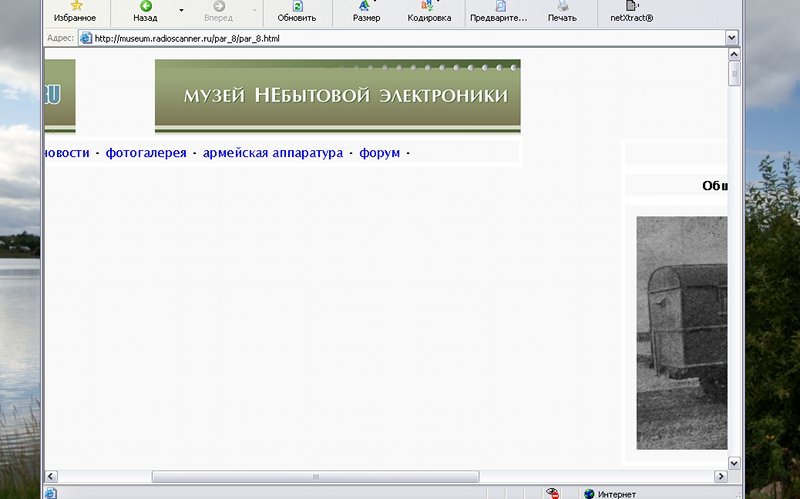 Избранное Назад Вперед Обновить Размер Кодировка Предварите... Печать netXtract®
Адрес: http://museum.radioscanner.ru/par_8/par_8.html
RU МУЗЕЙ НЕБЫТОВОЙ ЭЛЕКТРОНИКИ
новости - фотогалерея - армейская аппаратура - форум -
Общ
Интернет